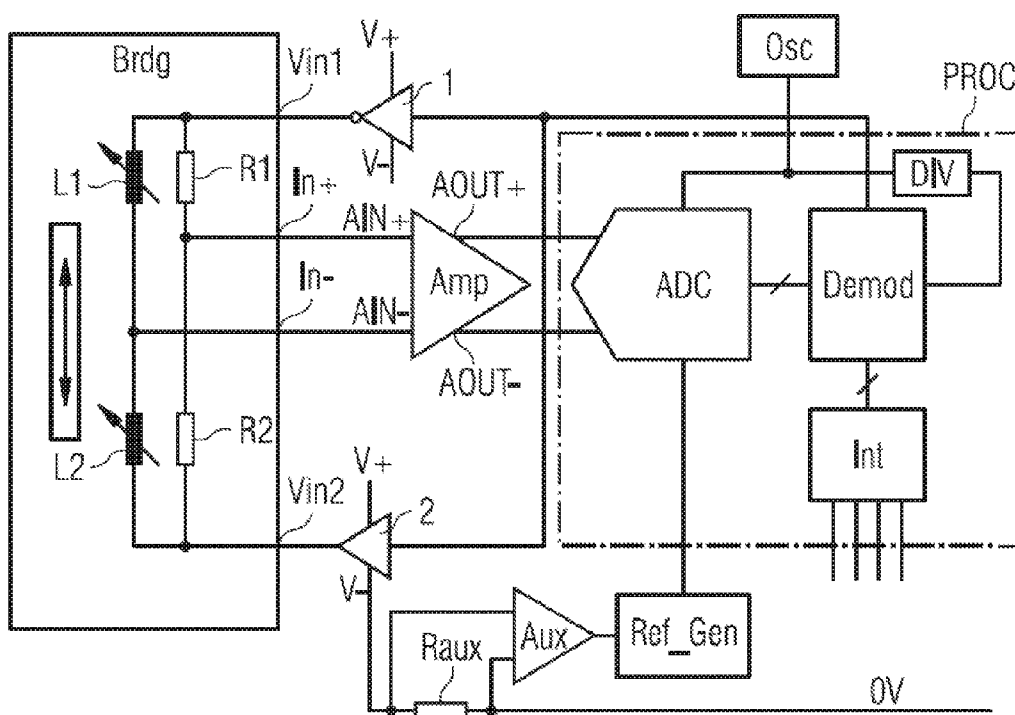 Brdg
Vin1
V+
1
V-
Osc
PROC
L1
R1
In+
AIN+
AOUT+
DIV
In-
AIN-
Amp
AOUT-
ADC
Demod
L2
R2
Int
Vin2
V+
2
V-
Raux
Aux
Ref_Gen
0V